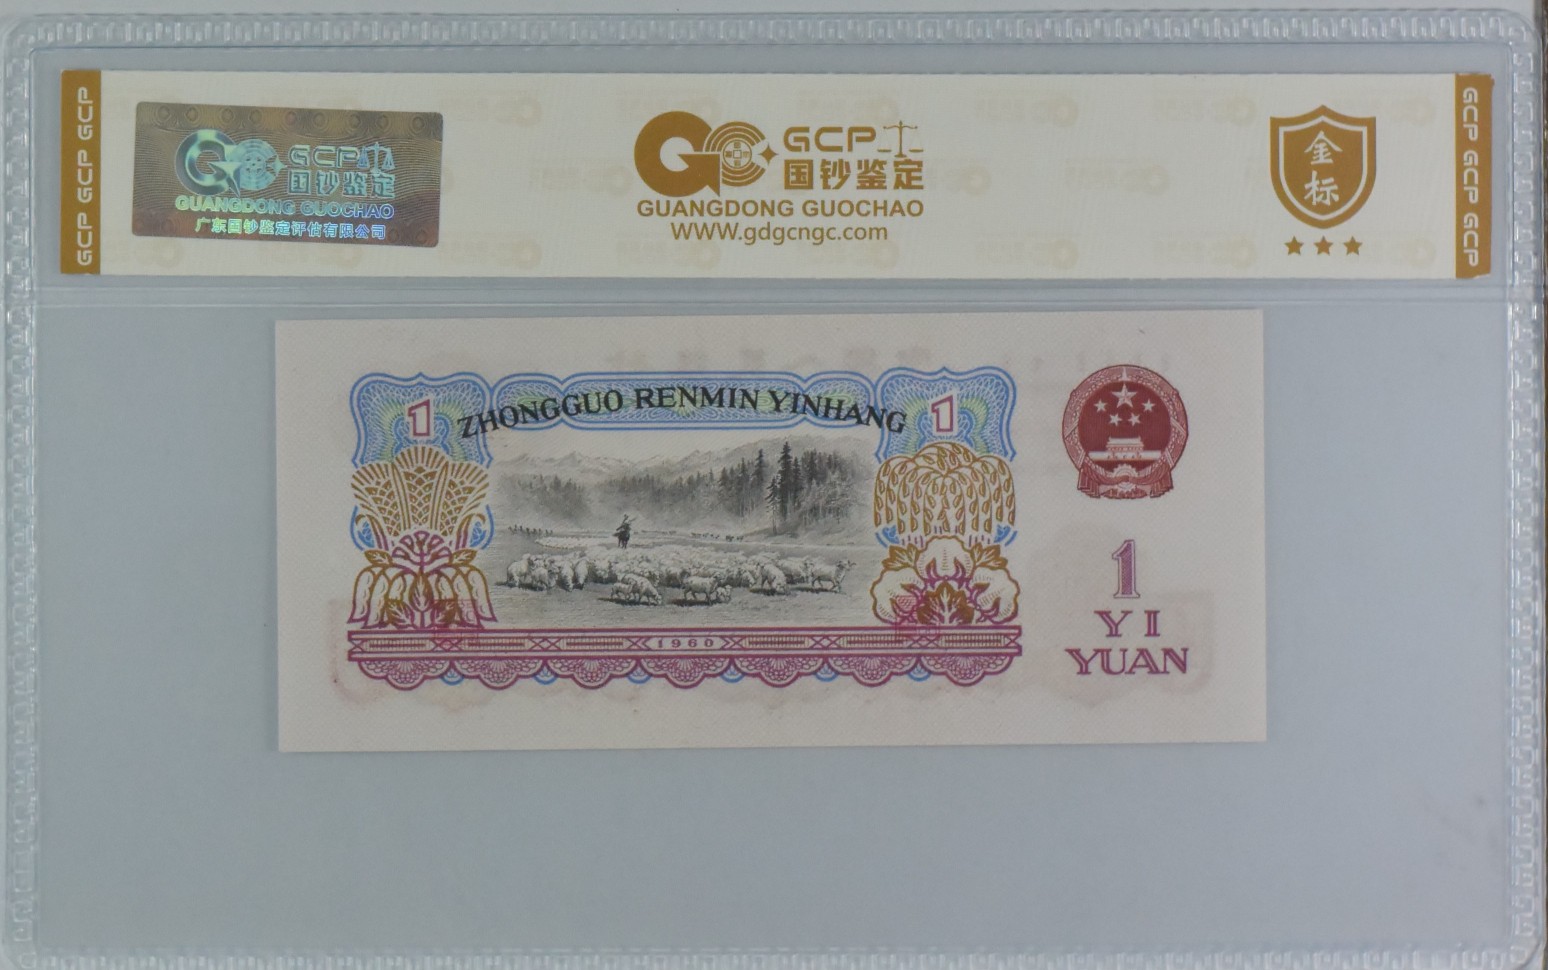 GCP GCP GCP
GCP
国钞鉴定
GUANGDONG GUOCHAO
广东国钞鉴定评估有限公司
GCP
国钞鉴定
GUANGDONG GUOCHAO
WWW.gdgcngc.com
金
标
GCP GCP GCP
ZHONGGUO RENMIN YINHANG
1
1
1960
1
YI
YUAN